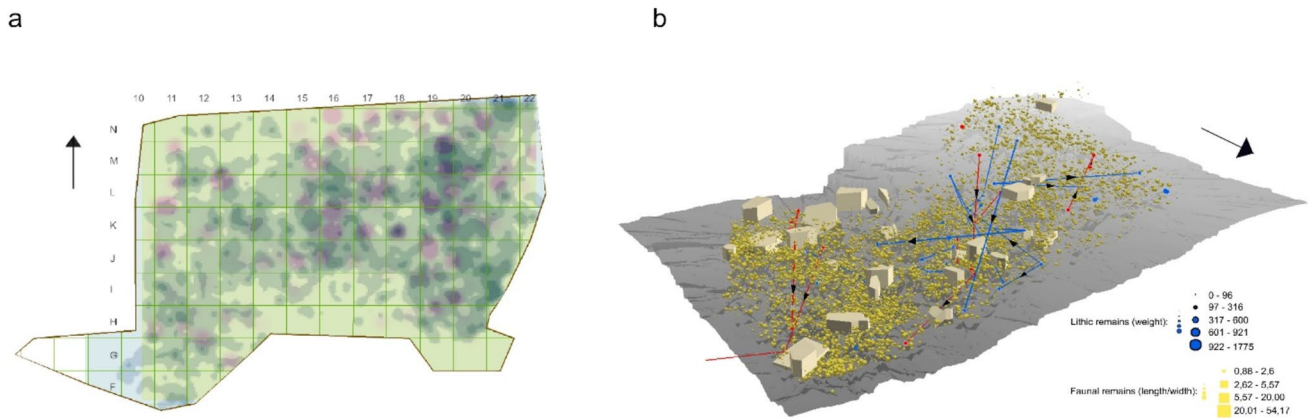 a
b
10 11 12 13 14 15 16 17 18 19 20 21 22
N
M
L
K
J
I
H
G
F
Lithic remains (weight):
0 - 96
97 - 316
317 - 600
601 - 921
922 - 1775
Faunal remains (length/width):
0,88 - 2,6
2,62 - 5,57
5,57 - 20,00
20,01 - 54,17